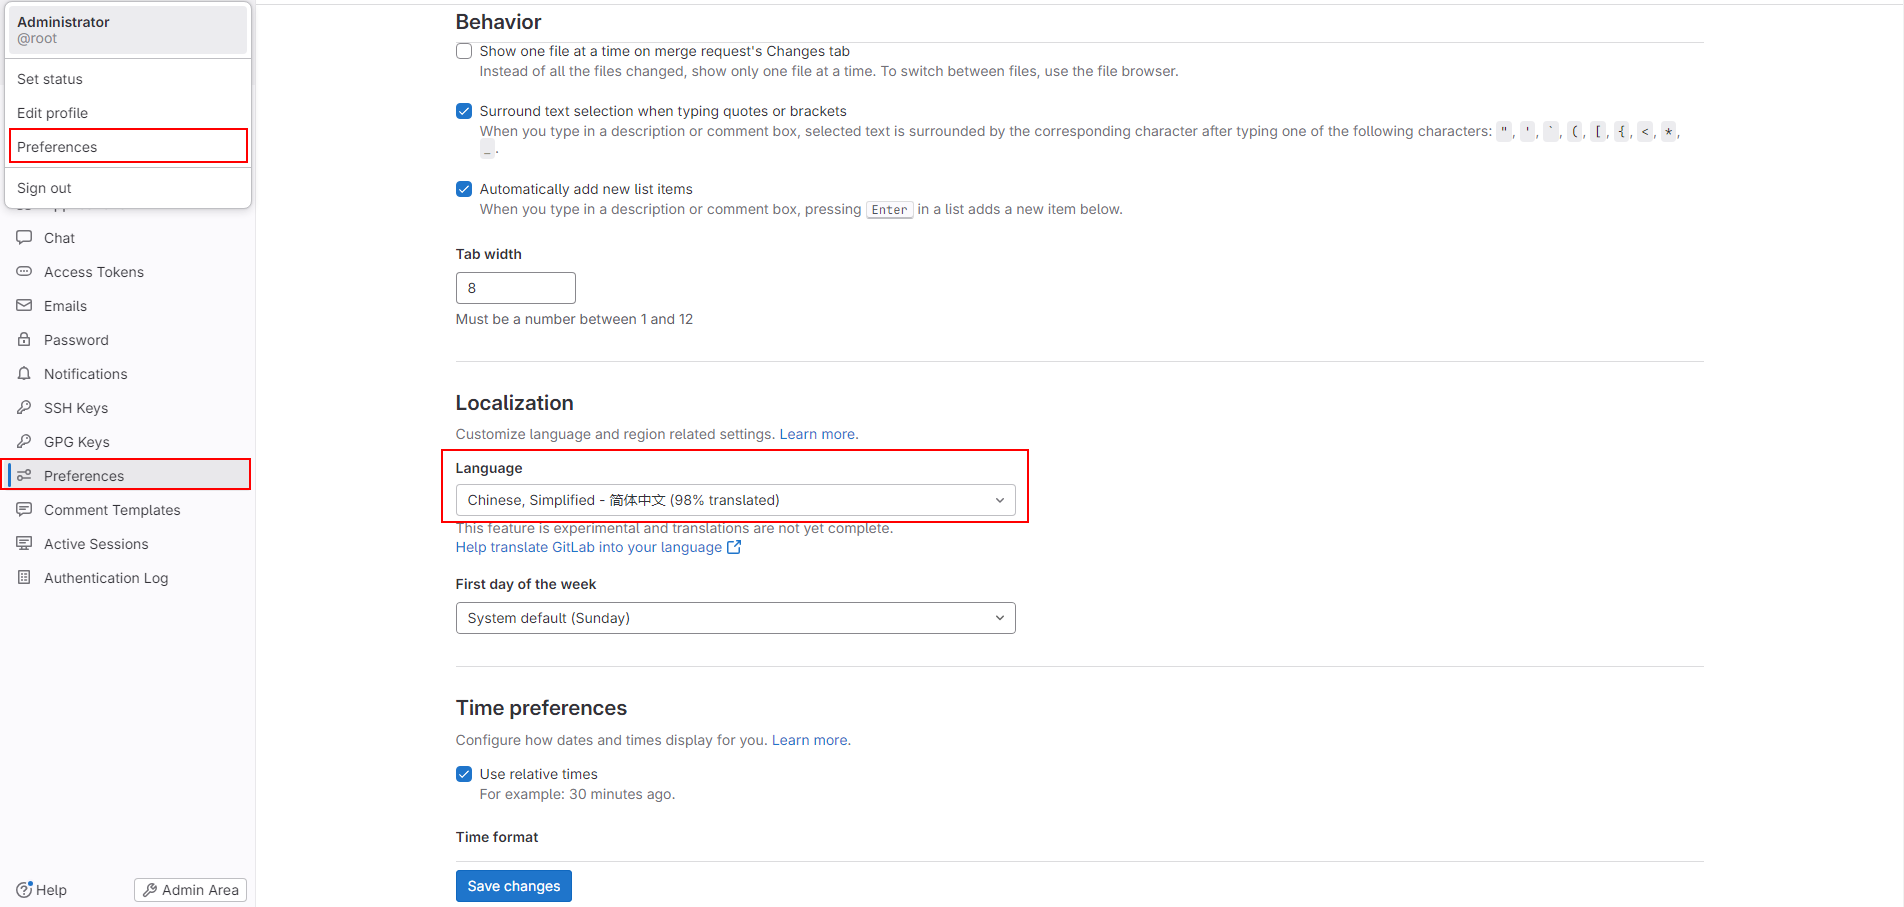 Administrator
@root
Set status
Edit profile
Preferences
Sign out
Chat
Access Tokens
Emails
Password
Notifications
SSH Keys
GPG Keys
Preferences
Comment Templates
Active Sessions
Authentication Log
Help
Admin Area
Behavior
Show one file at a time on merge request's Changes tab
Instead of all the files changed, show only one file at a time. To switch between files, use the file browser.
Surround text selection when typing quotes or brackets
When you type in a description or comment box, selected text is surrounded by the corresponding character after typing one of the following characters: ", ', `, (, [, {, <, *,
_.
Automatically add new list items
When you type in a description or comment box, pressing Enter in a list adds a new item below.
Tab width
8
Must be a number between 1 and 12
Localization
Customize language and region related settings. Learn more.
Language
Chinese, Simplified - 简体中文 (98% translated)
This feature is experimental and translations are not yet complete.
Help translate GitLab into your language
First day of the week
System default (Sunday)
Time preferences
Configure how dates and times display for you. Learn more.
Use relative times
For example: 30 minutes ago.
Time format
Save changes